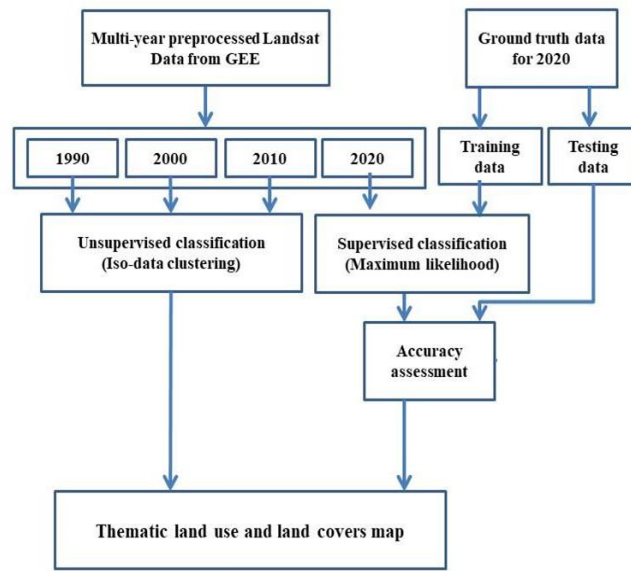 Multi-year preprocessed Landsat
Data from GEE
Ground truth data
for 2020
1990
2000
2010
2020
Training
data
Testing
data
Unsupervised classification
(Iso-data clustering)
Supervised classification
(Maximum likelihood)
Accuracy
assessment
Thematic land use and land covers map